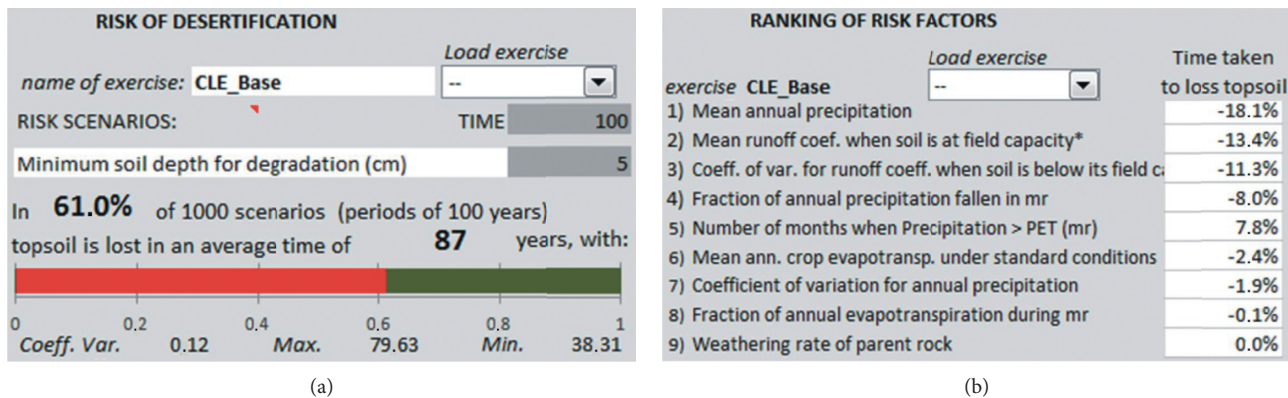 RISK OF DESERTIFICATION
Load exercise
name of exercise: CLE_Base --
RISK SCENARIOS: TIME 100
Minimum soil depth for degradation (cm) 5
In 61.0% of 1000 scenarios (periods of 100 years)
topsoil is lost in an average time of 87 years, with:
0 0.2 0.4 0.6 0.8 1
Coeff. Var. 0.12 Max. 79.63 Min. 38.31
(a)
RANKING OF RISK FACTORS
Load exercise Time taken
exercise CLE_Base -- to loss topsoil
1) Mean annual precipitation -18.1%
2) Mean runoff coef. when soil is at field capacity* -13.4%
3) Coeff. of var. for runoff coeff. when soil is below its field ca -11.3%
4) Fraction of annual precipitation fallen in mr -8.0%
5) Number of months when Precipitation > PET (mr) 7.8%
6) Mean ann. crop evapotransp. under standard conditions -2.4%
7) Coefficient of variation for annual precipitation -1.9%
8) Fraction of annual evapotranspiration during mr -0.1%
9) Weathering rate of parent rock 0.0%
(b)